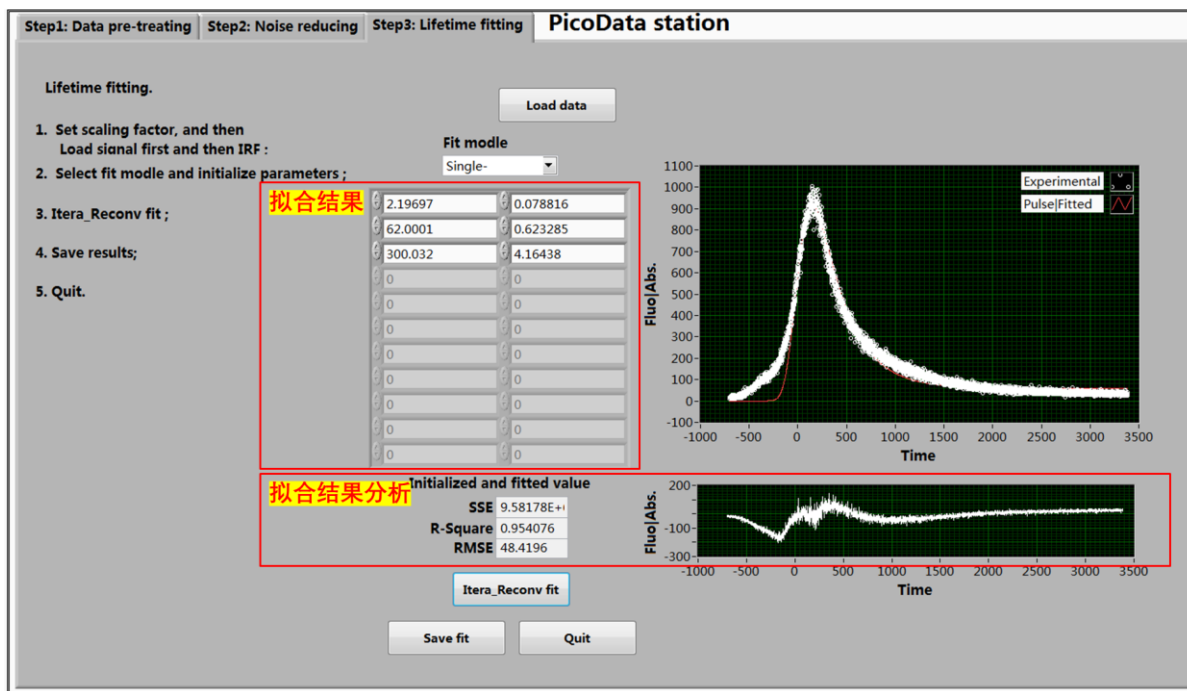 Step1: Data pre-treating
Step2: Noise reducing
Step3: Lifetime fitting
PicoData station
Lifetime fitting.
1. Set scaling factor, and then
Load signal first and then IRF :
2. Select fit modle and initialize parameters ;
3. Itera_Reconv fit ;
4. Save results;
5. Quit.
Load data
Fit modle
Single-
拟合结果
2.19697 0.078816
62.0001 0.623285
300.032 4.16438
0 0
0 0
0 0
0 0
0 0
0 0
0 0
0 0
Experimental
Pulse|Fitted
Fluo|Abs.
1100
1000
900
800
700
600
500
400
300
200
100
0
-100
-1000 -500 0 500 1000 1500 2000 2500 3000 3500
Time
拟合结果分析
Initialized and fitted value
SSE 9.58178E+
R-Square 0.954076
RMSE 48.4196
Fluo|Abs.
200
-100
-300
-1000 -500 0 500 1000 1500 2000 2500 3000 3500
Time
Itera_Reconv fit
Save fit
Quit